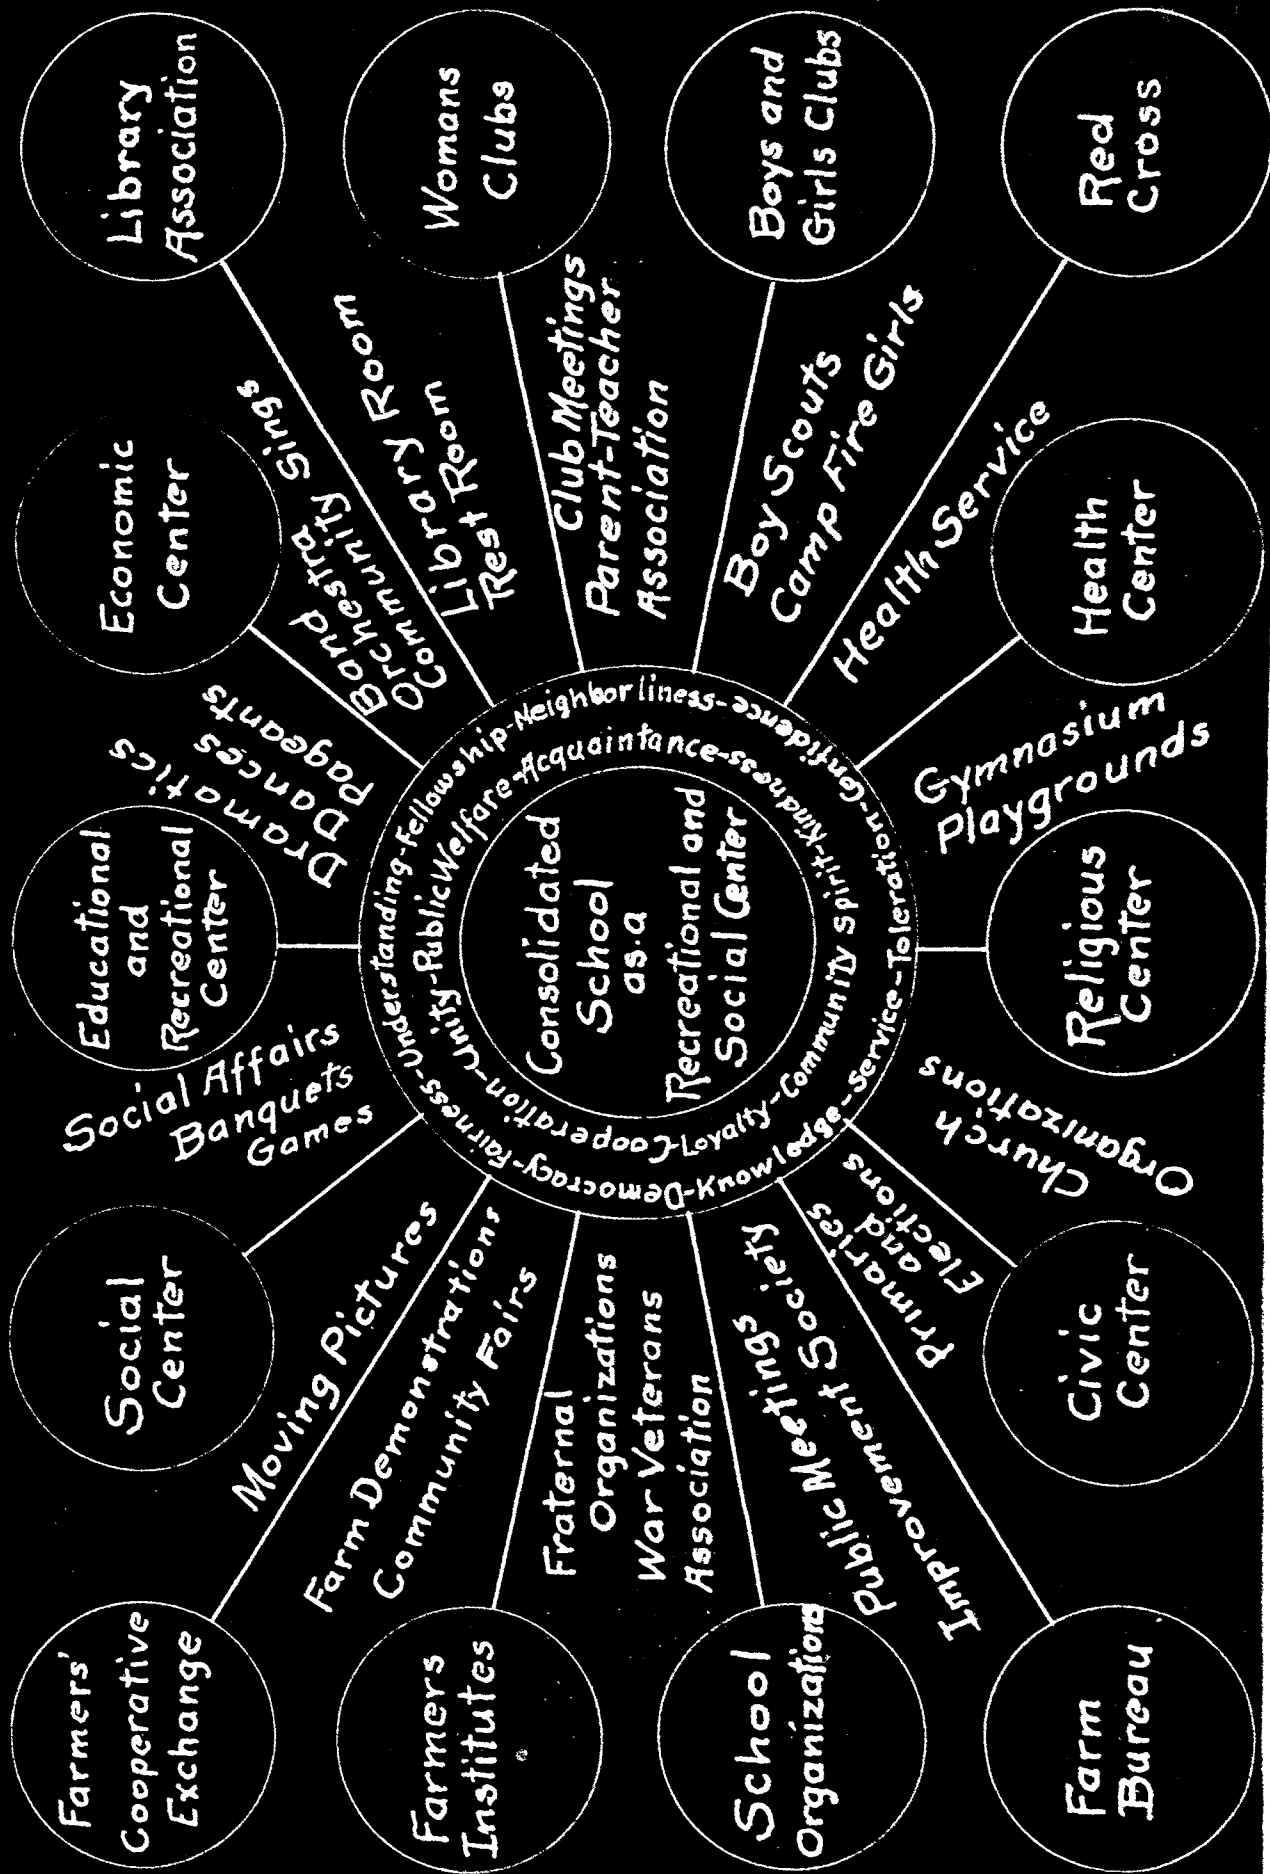 Farmers'
Cooperative
Exchange
Social
Center
Educational
and
Recreational
Center
Economic
Center
Library
Association
Moving Pictures
Social Affairs
Banquets
Games
Dramatics
Dances
Pageants
Band
Orchestra
Community Sings
Farm Demonstrations
Community Fairs
Library Room
Rest Room
Farmers
Institutes
Womans
Clubs
Fraternal
Organizations
War Veterans
Association
Understanding-Fellowship-Neighborliness-Confidence-Toleration-Service-Knowledge-Democracy-Fairness-
Unity-Public Welfare-Acquaintance-Kindness-Community Spirit-Loyalty-Cooperation-
Consolidated
School
as a
Recreational and
Social Center
Club Meetings
Parent-Teacher
Association
School
Organizations
Boys and
Girls Clubs
Public Meetings
Improvement Society
Boy Scouts
Camp Fire Girls
Primaries
and
Elections
Church
Organizations
Gymnasium
Playgrounds
Health Service
Farm
Bureau
Civic
Center
Religious
Center
Health
Center
Red
Cross